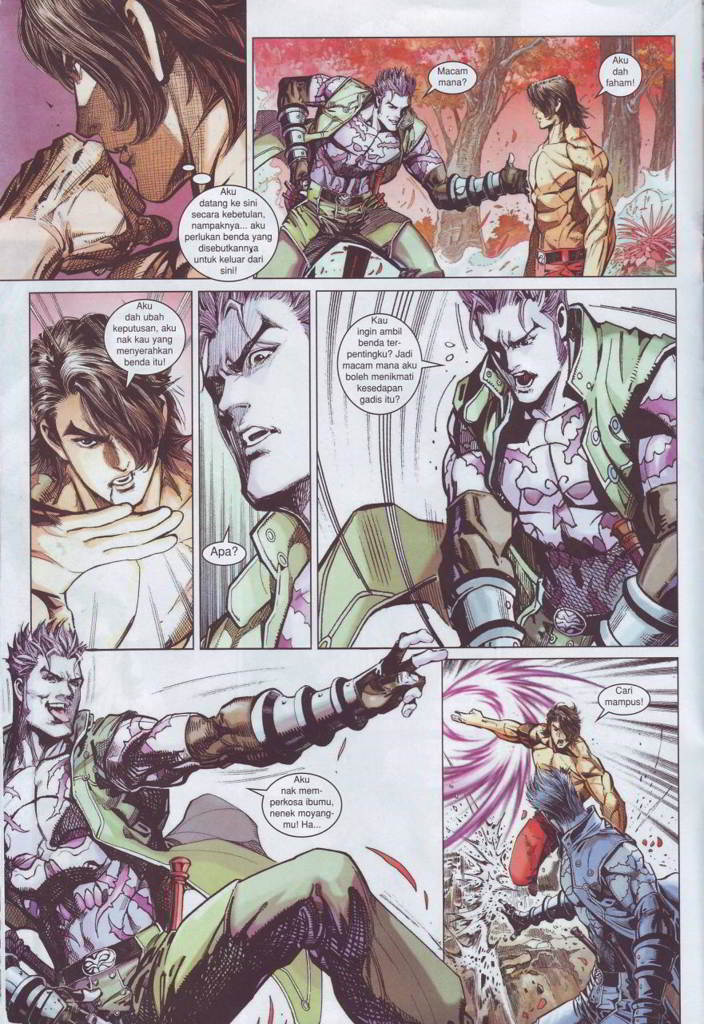 Aku
datang ke sini
secara kebetulan,
nampaknya... aku
perlukan benda yang
disebutkannya
untuk keluar dari
sini!
Macam
mana?
Aku
dah
faham!
Aku
dah ubah
keputusan, aku
nak kau yang
menyerahkan
benda itu!
Apa?
Kau
ingin ambil
benda ter-
pentingku? Jadi
macam mana aku
boleh menikmati
kesedapan
gadis itu?
Aku
nak mem-
perkosa ibumu,
nenek moyang-
mu! Ha...
Cari
mampus!